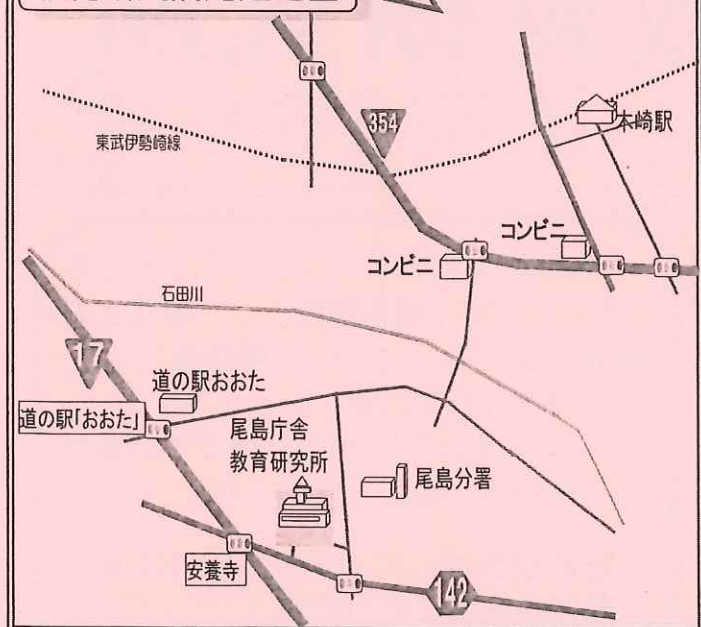 354
木崎駅
東武伊勢崎線
コンビニ
コンビニ
石田川
17
道の駅おおた
道の駅「おおた」
尾島庁舎
教育研究所
尾島分署
安養寺
142